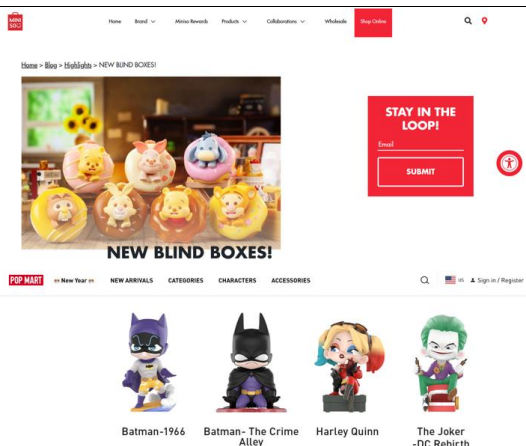 MINI
SO
Home Brand Miniso Rewards Products Collaborations Wholesale Shop Online
Home > Blog > Highlights > NEW BLIND BOXES!
STAY IN THE
LOOP!
Email
SUBMIT
NEW BLIND BOXES!
POP MART New Year NEW ARRIVALS CATEGORIES CHARACTERS ACCESSORIES US Sign in / Register
Batman-1966 Batman- The Crime Harley Quinn The Joker
Alley -DC Rebirth